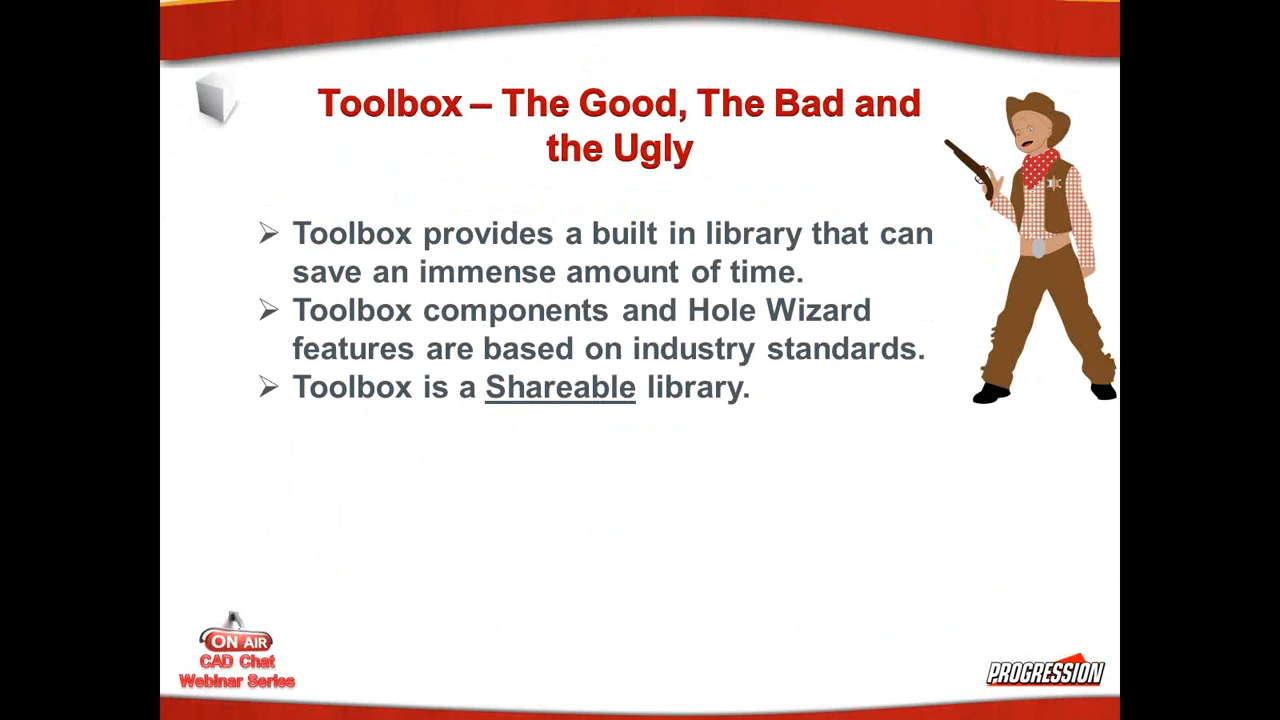 Toolbox – The Good, The Bad and
the Ugly
Toolbox provides a built in library that can
save an immense amount of time.
Toolbox components and Hole Wizard
features are based on industry standards.
Toolbox is a Shareable library.
ON AIR
CAD Chat
Webinar Series
PROGRESSION